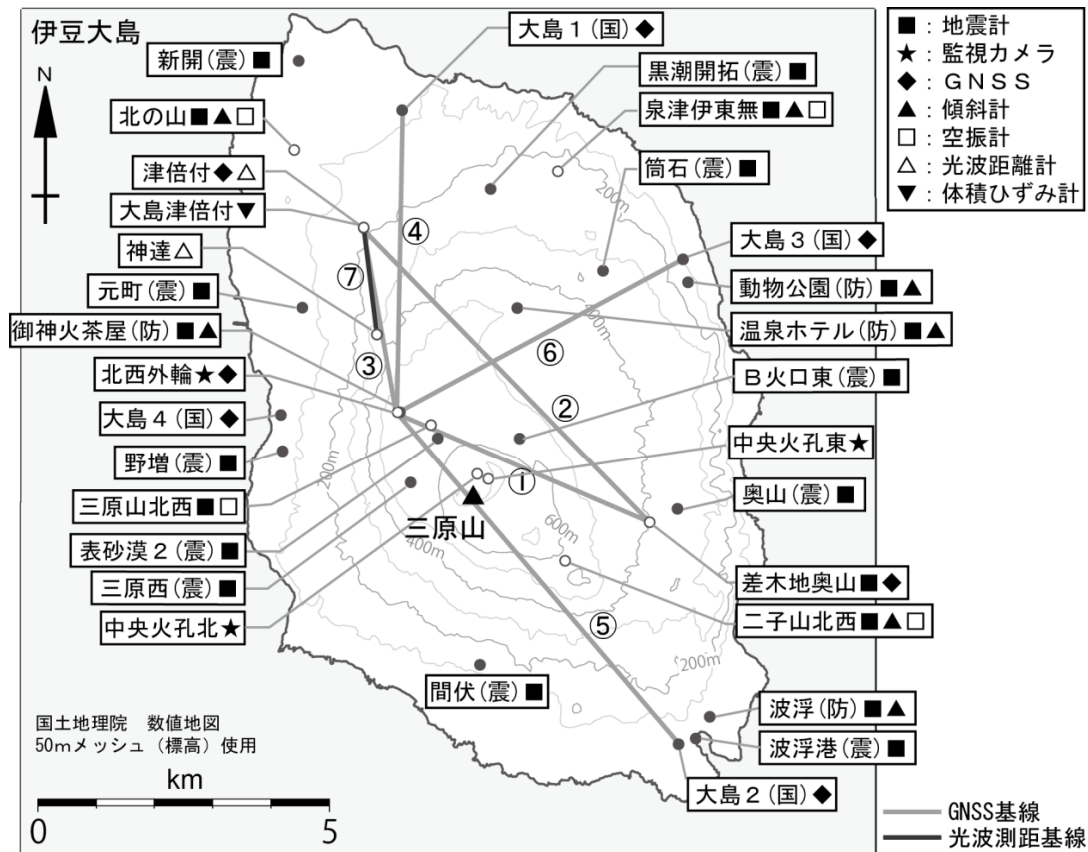 伊豆大島
N
大島1(国)◆
新開(震)■
黒潮開拓(震)■
北の山■▲□
泉津伊東無■▲□
津倍付◆△
筒石(震)■
大島津倍付▼
大島3(国)◆
神達△
動物公園(防)■▲
元町(震)■
温泉ホテル(防)■▲
御神火茶屋(防)■▲
B火口東(震)■
北西外輪★◆
中央火孔東★
大島4(国)◆
野増(震)■
奥山(震)■
三原山北西■□
表砂漠2(震)■
差木地奥山■◆
三原西(震)■
二子山北西■▲□
中央火孔北★
間伏(震)■
波浮(防)■▲
波浮港(震)■
大島2(国)◆
三原山
④
⑦
③
⑥
②
①
⑤
200m
400m
200m
600m
400m
200m
■:地震計
★:監視カメラ
◆:GNSS
▲:傾斜計
□:空振計
△:光波距離計
▼:体積ひずみ計
国土地理院 数値地図
50mメッシュ(標高)使用
km
0 5
GNSS基線
光波測距基線